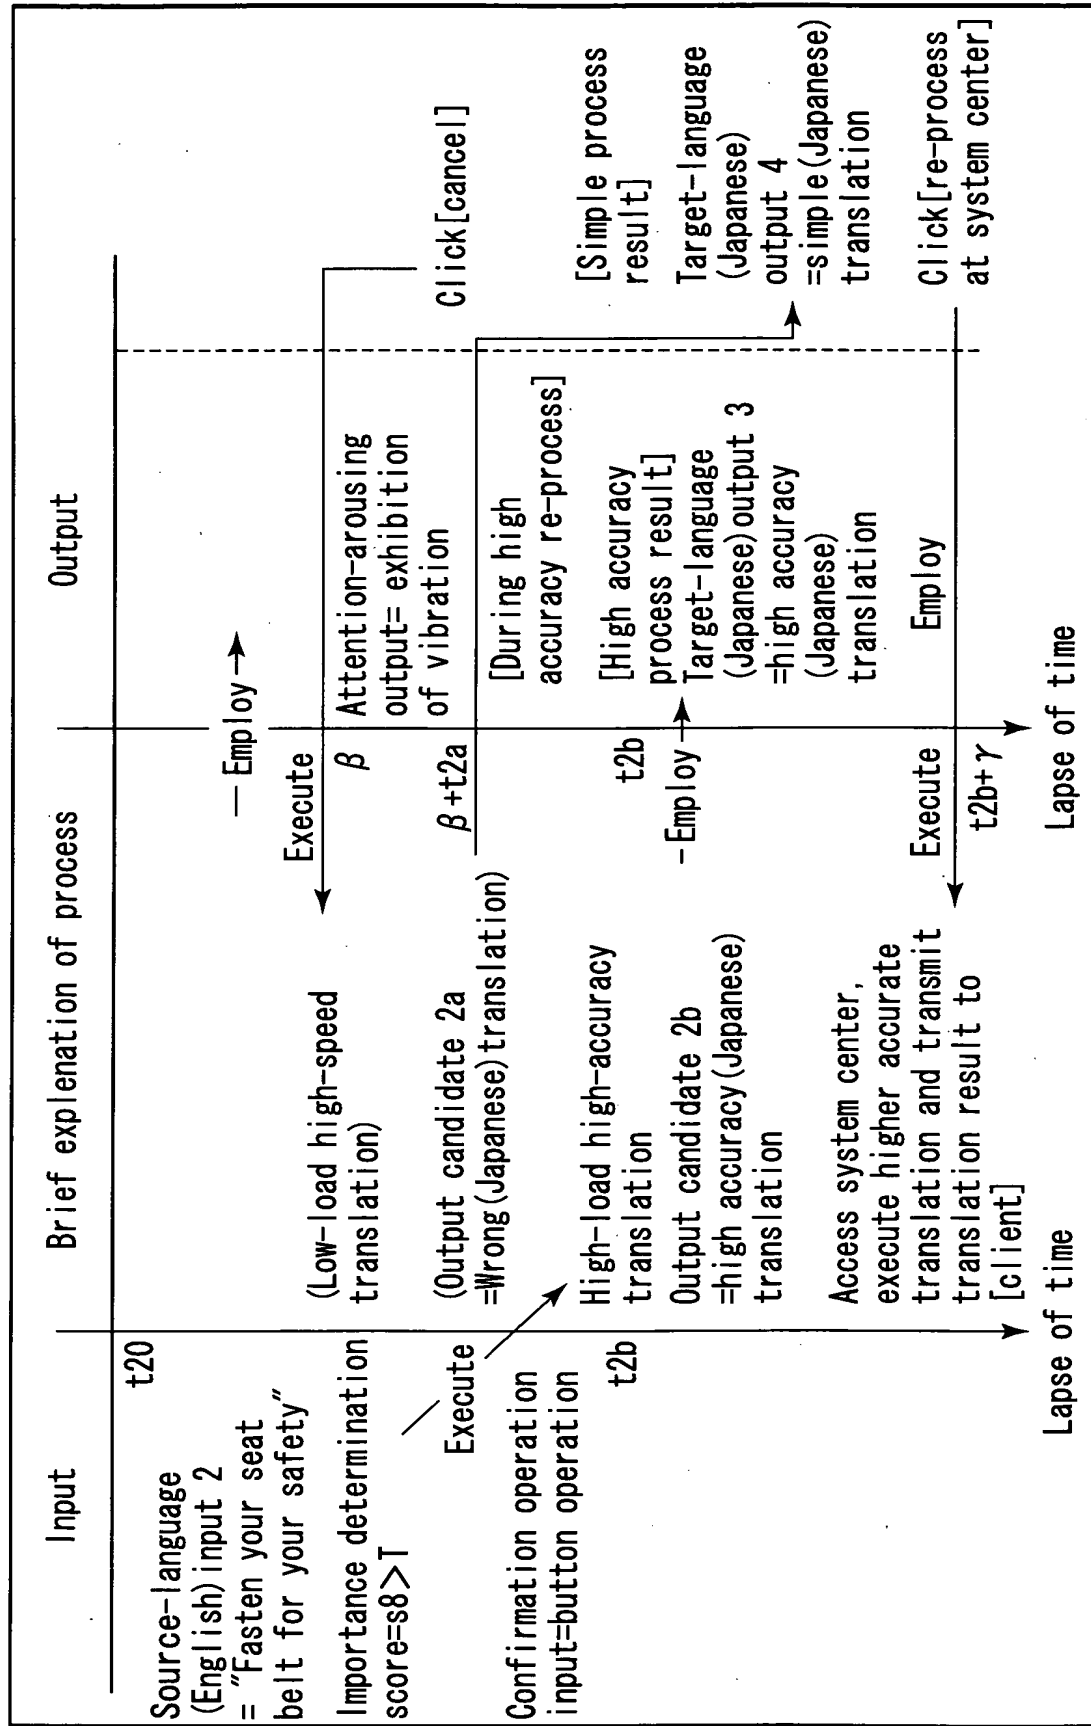 Input
Brief explenation of process
Output
t20
Source-language
(English)input 2
= "Fasten your seat
belt for your safety"
Importance determination
score=s8>T
Execute
Confirmation operation
input=button operation
t2b
Lapse of time
(Low-load high-speed
translation)
(Output candidate 2a
=Wrong(Japanese)translation)
High-load high-accuracy
translation
Output candidate 2b
=high accuracy(Japanese)
translation
Access system center,
execute higher accurate
translation and transmit
translation result to
[client]
Employ
Execute
β
β+t2a
t2b
Employ
Execute
t2b+γ
Lapse of time
Attention-arousing
output= exhibition
of vibration
[During high
accuracy re-process]
[High accuracy
process result]
Target-language
(Japanese)output 3
=high accuracy
(Japanese)
translation
Employ
Click[cancel]
[Simple process
result]
Target-language
(Japanese)
output 4
=simple(Japanese)
translation
Click[re-process
at system center]